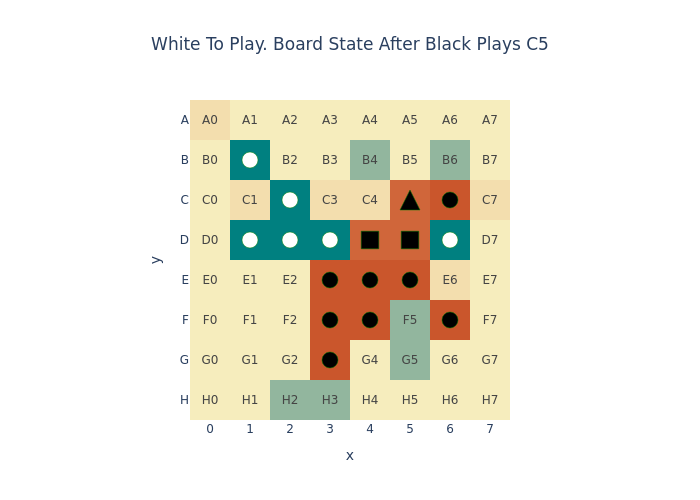 White To Play. Board State After Black Plays C5
A A0 A1 A2 A3 A4 A5 A6 A7
B B0 B2 B3 B4 B5 B6 B7
C C0 C1 C3 C4 C7
D D0 D7
E E0 E1 E2 E6 E7
F F0 F1 F2 F5 F7
G G0 G1 G2 G4 G5 G6 G7
H H0 H1 H2 H3 H4 H5 H6 H7
0 1 2 3 4 5 6 7
x
y